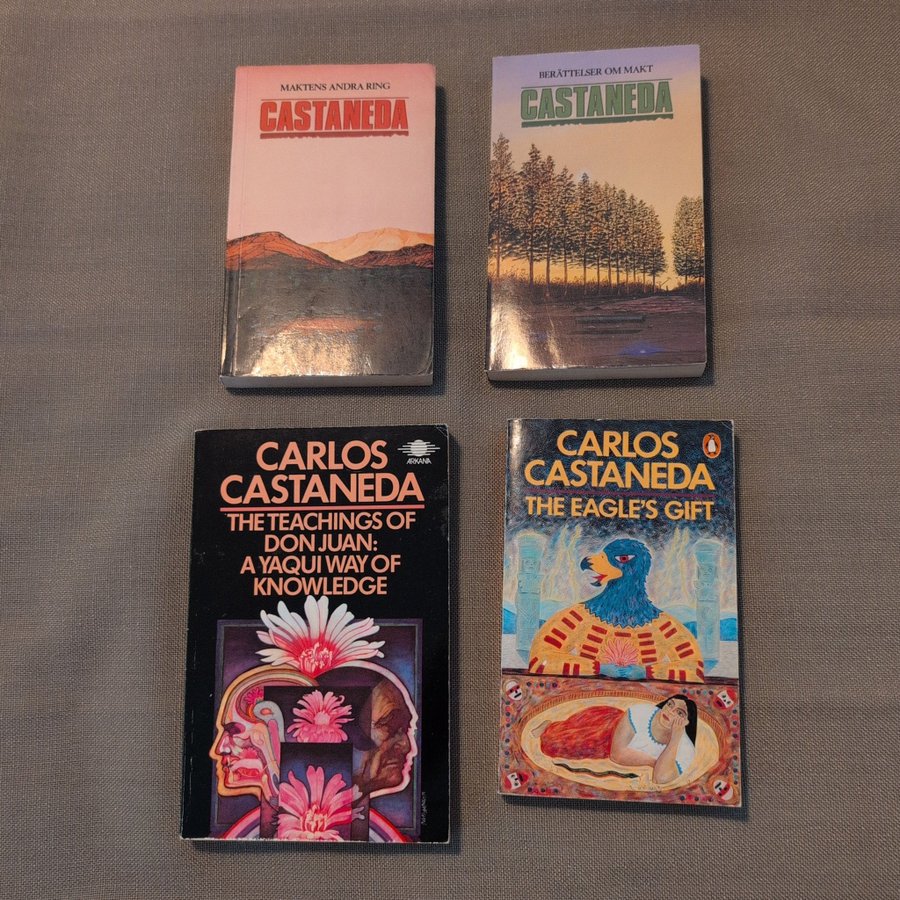 MAKTENS ANDRA RING
CASTANEDA
BERÄTTELSER OM MAKT
CASTANEDA
CARLOS
CASTANEDA
ARKANA
THE TEACHINGS OF
DON JUAN:
A YAQUI WAY OF
KNOWLEDGE
CARLOS
CASTANEDA
THE EAGLE'S GIFT